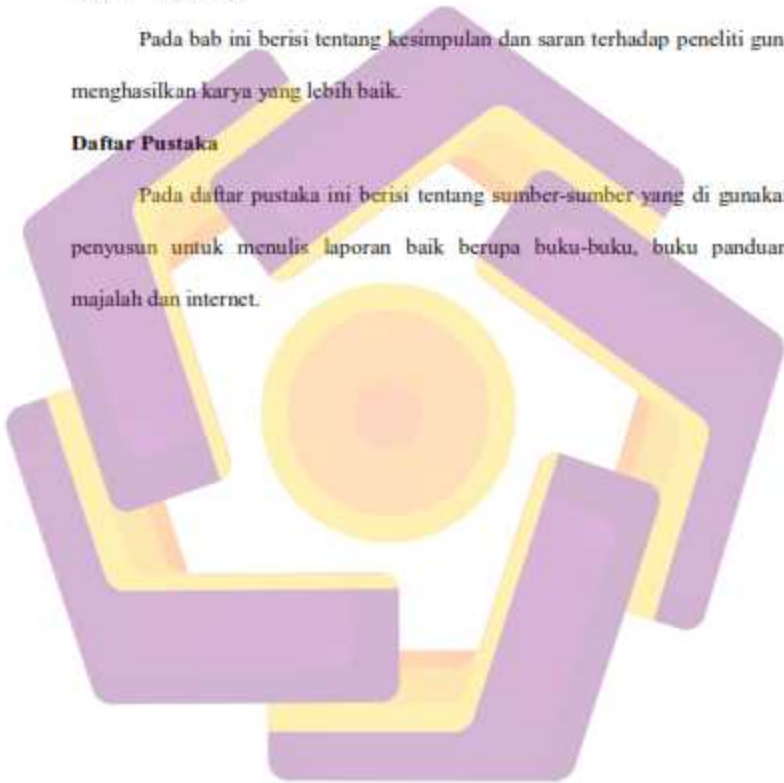 Pada bab ini berisi tentang kesimpulan dan saran terhadap peneliti gun
menghasilkan karya yang lebih baik.
Daftar Pustaka
Pada daftar pustaka ini berisi tentang sumber-sumber yang di gunaka
penyusun untuk menulis laporan baik berupa buku-buku, buku panduan
majalah dan internet.